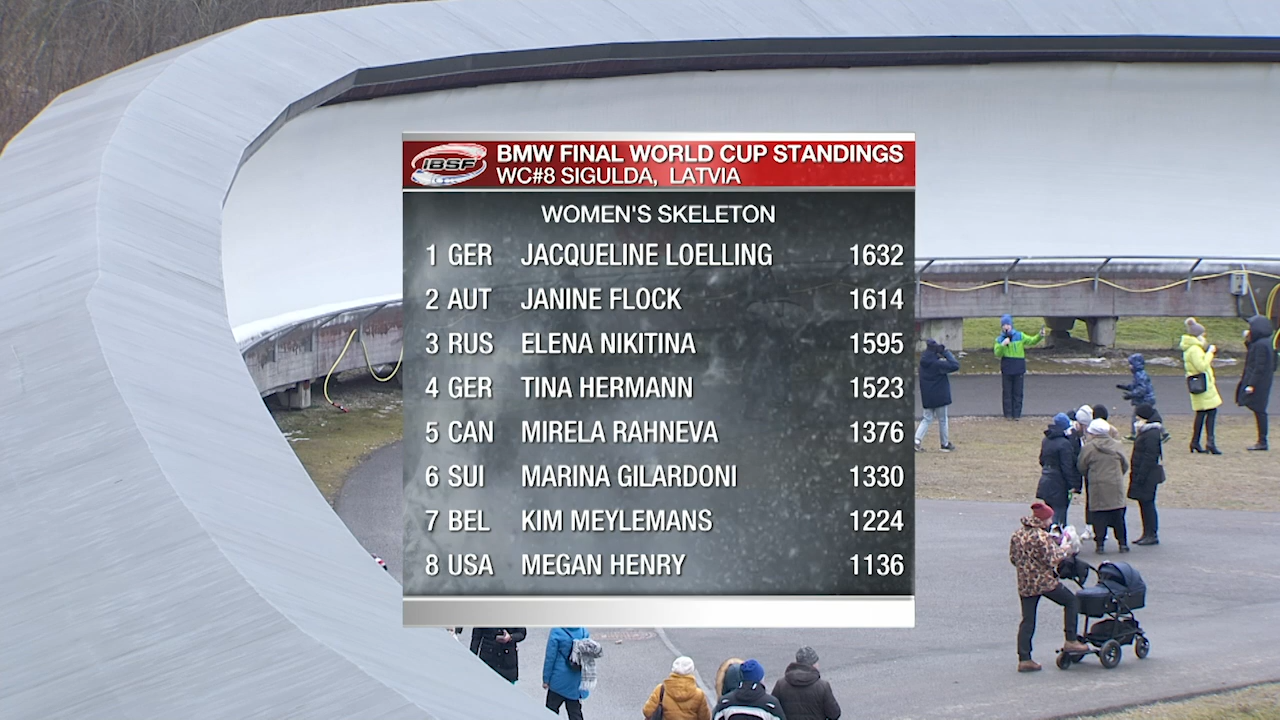 IBSF
BMW FINAL WORLD CUP STANDINGS
WC#8 SIGULDA, LATVIA
WOMEN'S SKELETON
1 GER JACQUELINE LOELLING 1632
2 AUT JANINE FLOCK 1614
3 RUS ELENA NIKITINA 1595
4 GER TINA HERMANN 1523
5 CAN MIRELA RAHNEVA 1376
6 SUI MARINA GILARDONI 1330
7 BEL KIM MEYLEMANS 1224
8 USA MEGAN HENRY 1136